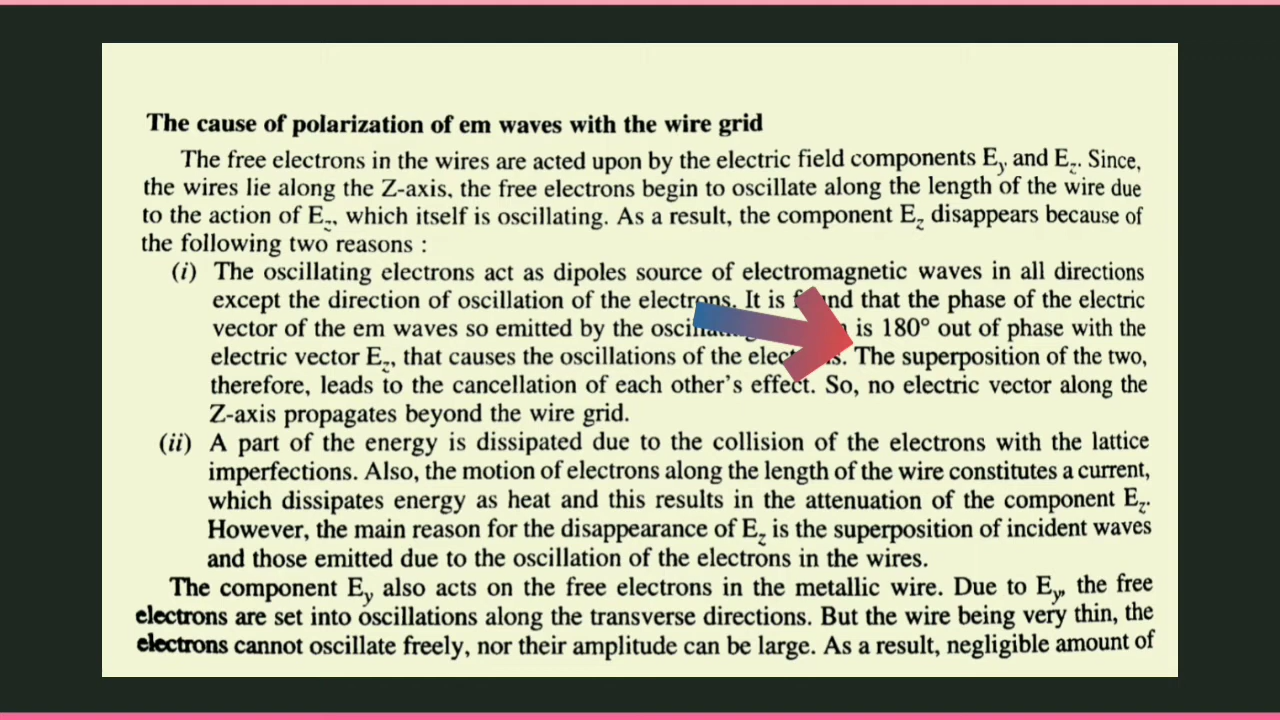 The cause of polarization of em waves with the wire grid
The free electrons in the wires are acted upon by the electric field components E_y and E_z. Since,
the wires lie along the Z-axis, the free electrons begin to oscillate along the length of the wire due
to the action of E_z, which itself is oscillating. As a result, the component E_z disappears because of
the following two reasons :
(i) The oscillating electrons act as dipoles source of electromagnetic waves in all directions
except the direction of oscillation of the electrons. It is found that the phase of the electric
vector of the em waves so emitted by the is 180° out of phase with the
electric vector E_z, that causes the oscillations of the electrons. The superposition of the two,
therefore, leads to the cancellation of each other's effect. So, no electric vector along the
Z-axis propagates beyond the wire grid.
(ii) A part of the energy is dissipated due to the collision of the electrons with the lattice
imperfections. Also, the motion of electrons along the length of the wire constitutes a current,
which dissipates energy as heat and this results in the attenuation of the component E_z.
However, the main reason for the disappearance of E_z is the superposition of incident waves
and those emitted due to the oscillation of the electrons in the wires.
The component E_y also acts on the free electrons in the metallic wire. Due to E_y, the free
electrons are set into oscillations along the transverse directions. But the wire being very thin, the
electrons cannot oscillate freely, nor their amplitude can be large. As a result, negligible amount of